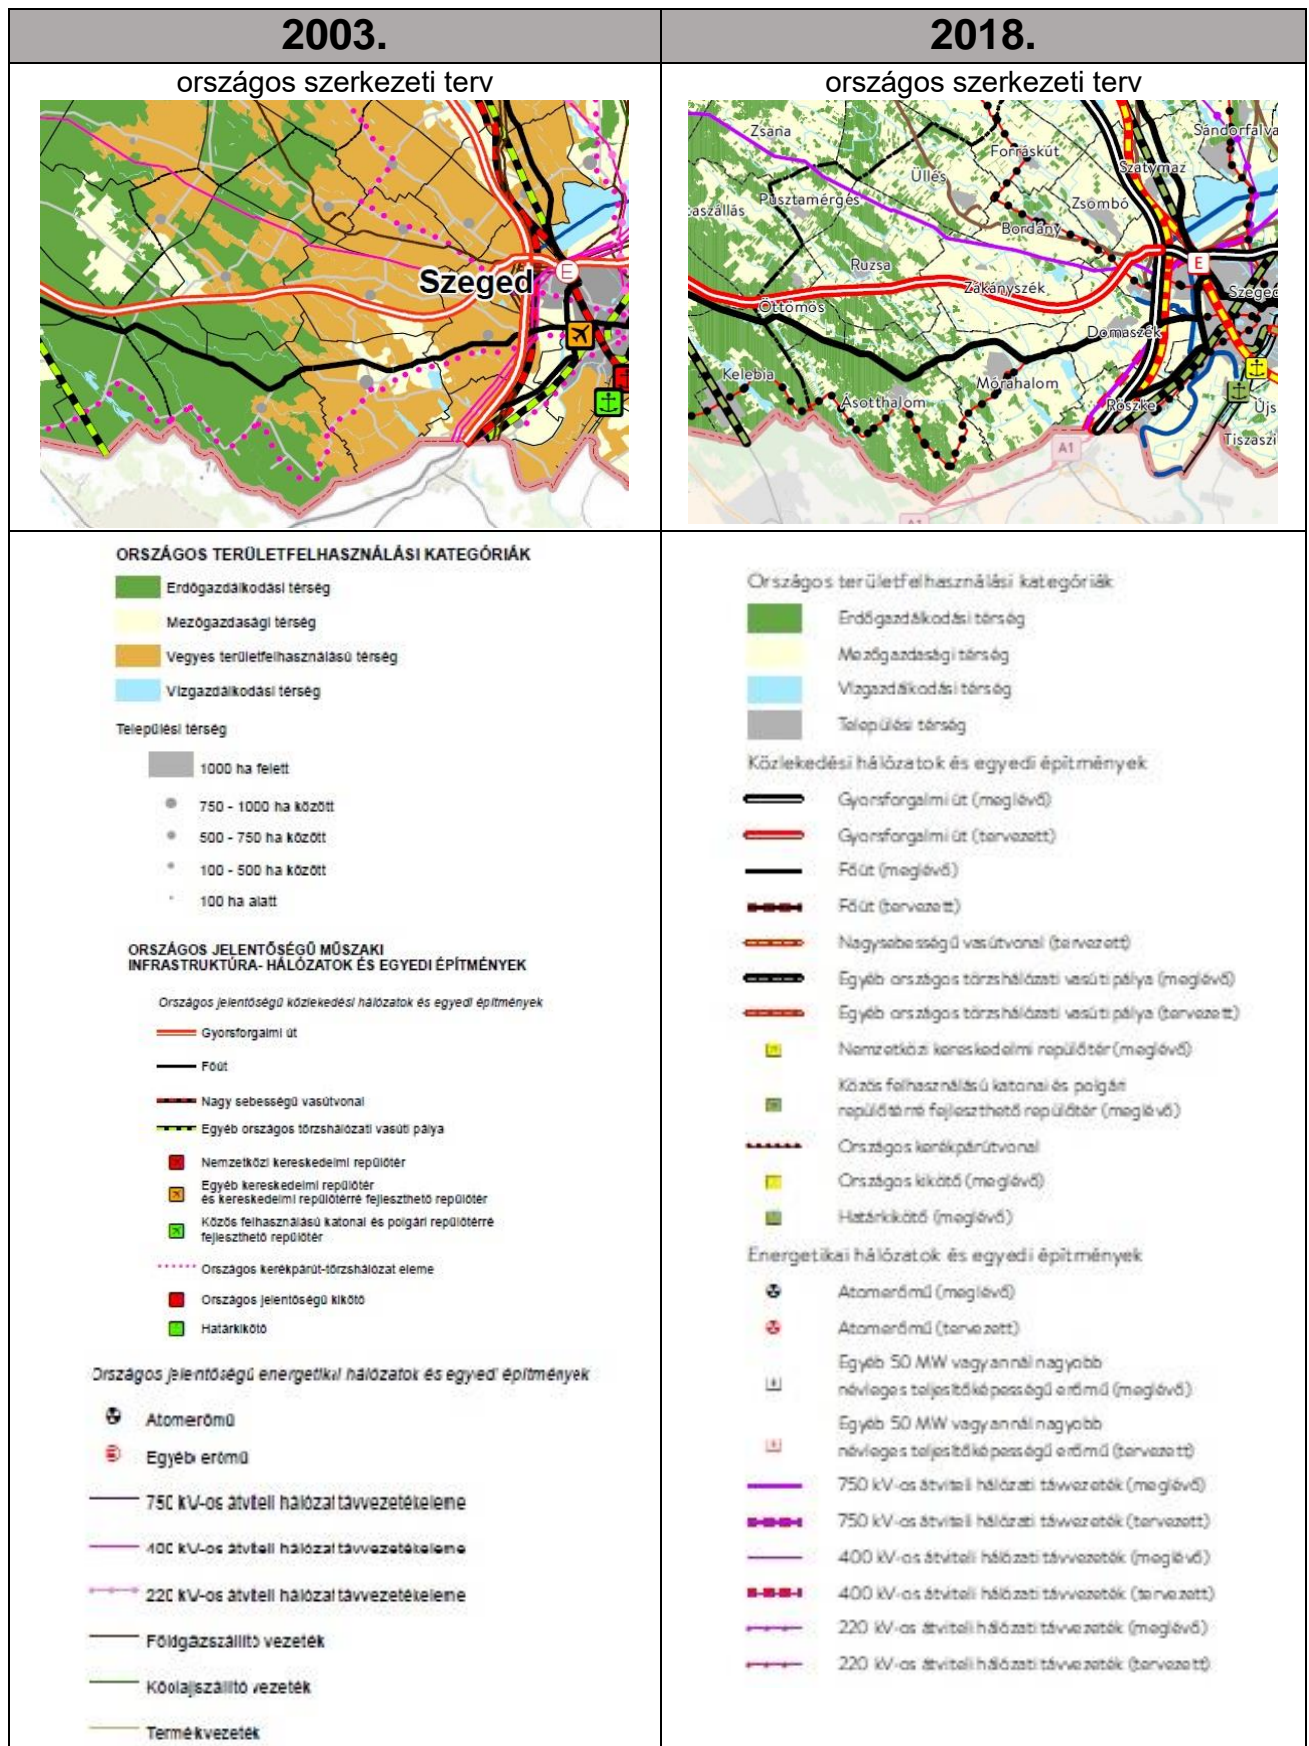 2003.
2018.
országos szerkezeti terv
országos szerkezeti terv
Szeged
E
Zsana
Sándorfalva
Forráskút
Üllés
Szatymaz
Pusztamérges
Zsombó
aszállás
Bordány
Ruzsa
E
Zákányszék
Szeged
Öttömös
Domaszék
Kelebia
Mórahalom
Ásotthalom
Röszke
Újs
Tiszaszi
A1
ORSZÁGOS TERÜLETFELHASZNÁLÁSI KATEGÓRIÁK
Erdőgazdálkodási térség
Mezőgazdasági térség
Vegyes területfelhasználású térség
Vízgazdálkodási térség
Települési térség
1000 ha felett
750 - 1000 ha között
500 - 750 ha között
100 - 500 ha között
100 ha alatt
ORSZÁGOS JELENTŐSÉGŰ MŰSZAKI
INFRASTRUKTÚRA- HÁLÓZATOK ÉS EGYEDI ÉPÍTMÉNYEK
Országos jelentőségű közlekedési hálózatok és egyedi építmények
Gyorsforgalmi út
Főút
Nagy sebességű vasútvonal
Egyéb országos törzshálózati vasúti pálya
Nemzetközi kereskedelmi repülőtér
Egyéb kereskedelmi repülőtér
és kereskedelmi repülőtérré fejleszthető repülőtér
Közös felhasználású katonai és polgári repülőtérré
fejleszthető repülőtér
Országos kerékpárút-törzshálózat eleme
Országos jelentőségű kikötő
Határkikötő
Országos jelentőségű energetikai hálózatok és egyedi építmények
Atomerőmű
Egyéb erőmű
750 kV-os átviteli hálózat távvezetékeleme
400 kV-os átviteli hálózat távvezetékeleme
220 kV-os átviteli hálózat távvezetékeleme
Földgázszállító vezeték
Kőolajszállító vezeték
Termékvezeték
Országos területfelhasználási kategóriák
Erdőgazdálkodási térség
Mezőgazdasági térség
Vízgazdálkodási térség
Települési térség
Közlekedési hálózatok és egyedi építmények
Gyorsforgalmi út (meglévő)
Gyorsforgalmi út (tervezett)
Főút (meglévő)
Főút (tervezett)
Nagysebességű vasútvonal (tervezett)
Egyéb országos törzshálózati vasúti pálya (meglévő)
Egyéb országos törzshálózati vasúti pálya (tervezett)
Nemzetközi kereskedelmi repülőtér (meglévő)
Közös felhasználású katonai és polgári
repülőtérré fejleszthető repülőtér (meglévő)
Országos kerékpárútvonal
Országos kikötő (meglévő)
Határkikötő (meglévő)
Energetikai hálózatok és egyedi építmények
Atomerőmű (meglévő)
Atomerőmű (tervezett)
Egyéb 50 MW vagy annál nagyobb
névleges teljesítőképességű erőmű (meglévő)
Egyéb 50 MW vagy annál nagyobb
névleges teljesítőképességű erőmű (tervezett)
750 kV-os átviteli hálózati távvezeték (meglévő)
750 kV-os átviteli hálózati távvezeték (tervezett)
400 kV-os átviteli hálózati távvezeték (meglévő)
400 kV-os átviteli hálózati távvezeték (tervezett)
220 kV-os átviteli hálózati távvezeték (meglévő)
220 kV-os átviteli hálózati távvezeték (tervezett)